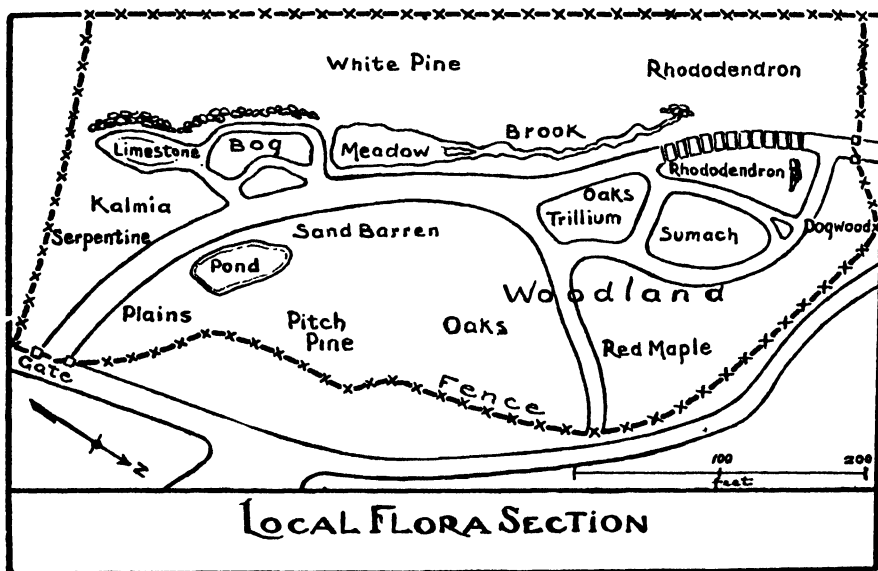 White Pine
Rhododendron
Brook
Limestone
Bog
Meadow
Rhododendron
Kalmia
Oaks
Trillium
Serpentine
Sand Barren
Sumach
Dogwood
Pond
Woodland
Plains
Pitch
Pine
Oaks
Red Maple
Gate
Fence
N
100
200
feet
LOCAL FLORA SECTION